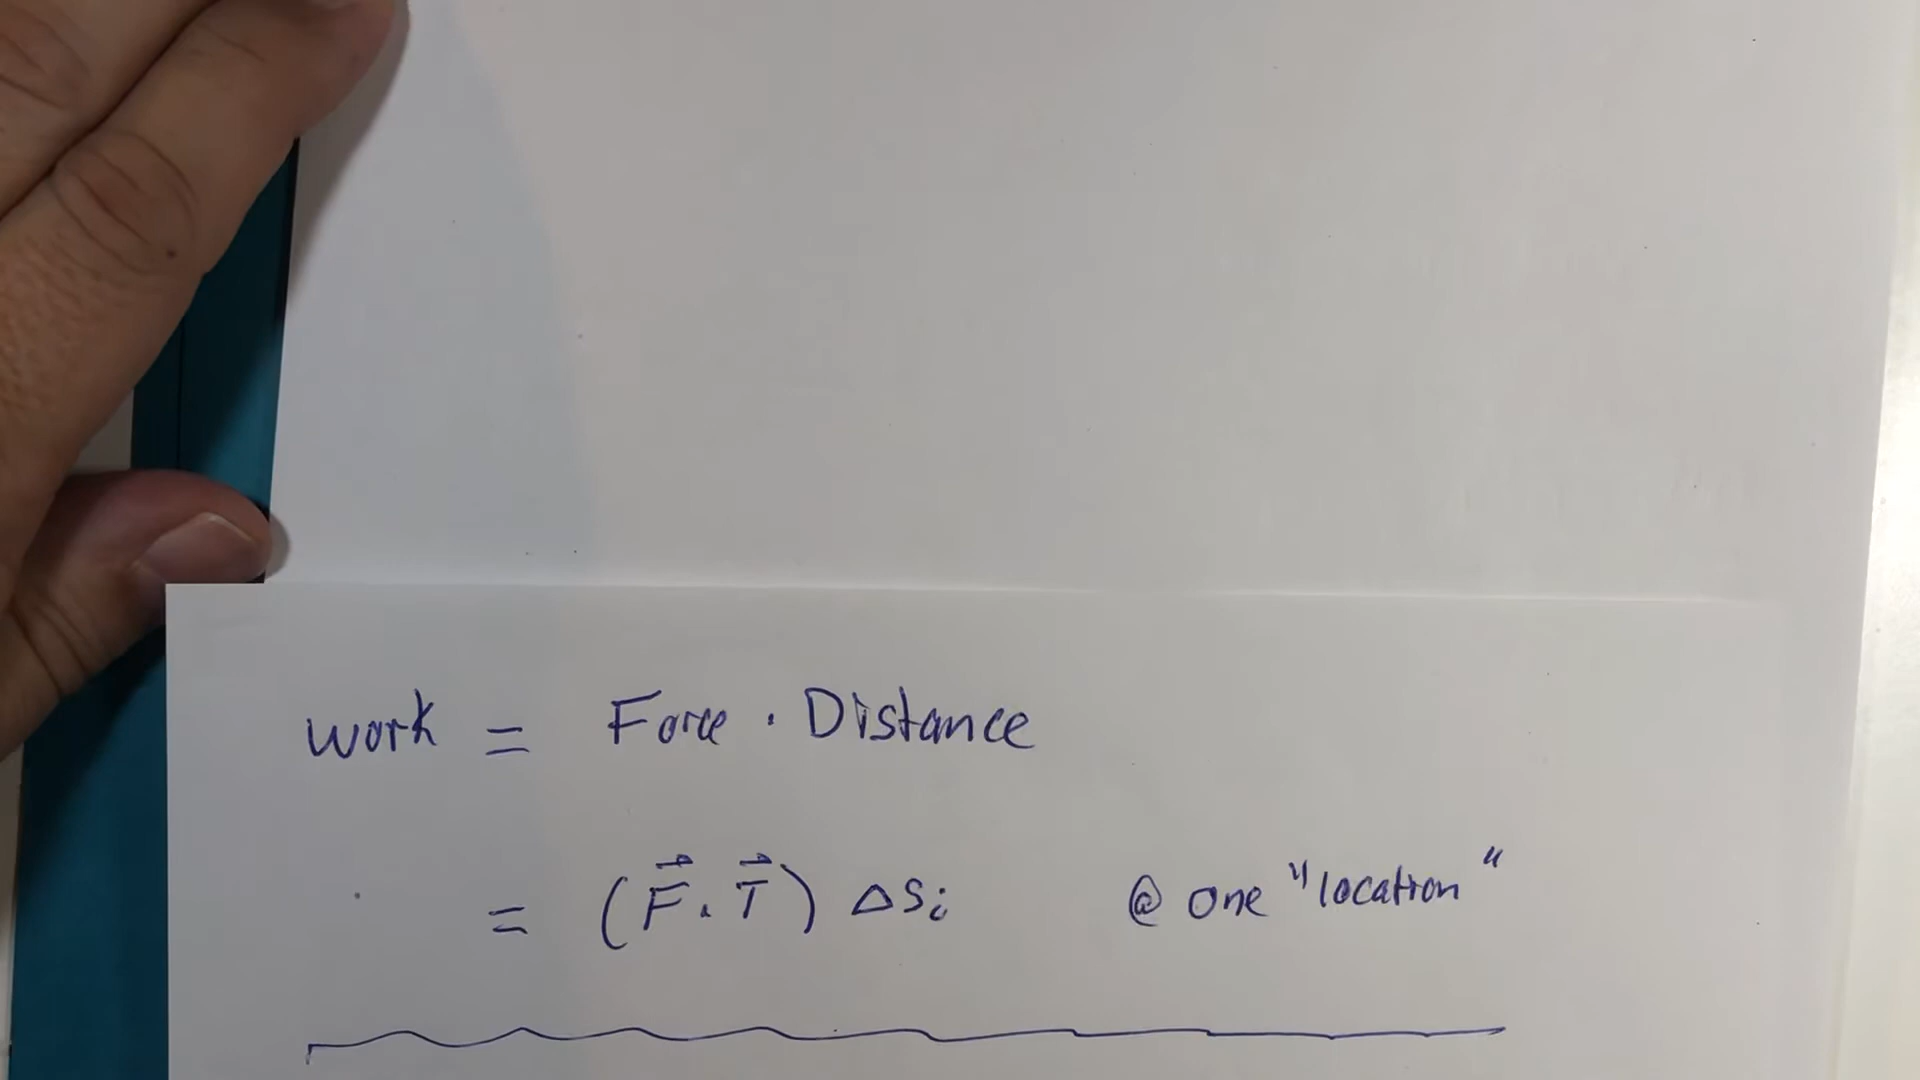 work = Force · Distance
= (F⃗ · T⃗) Δsᵢ @ one "location"